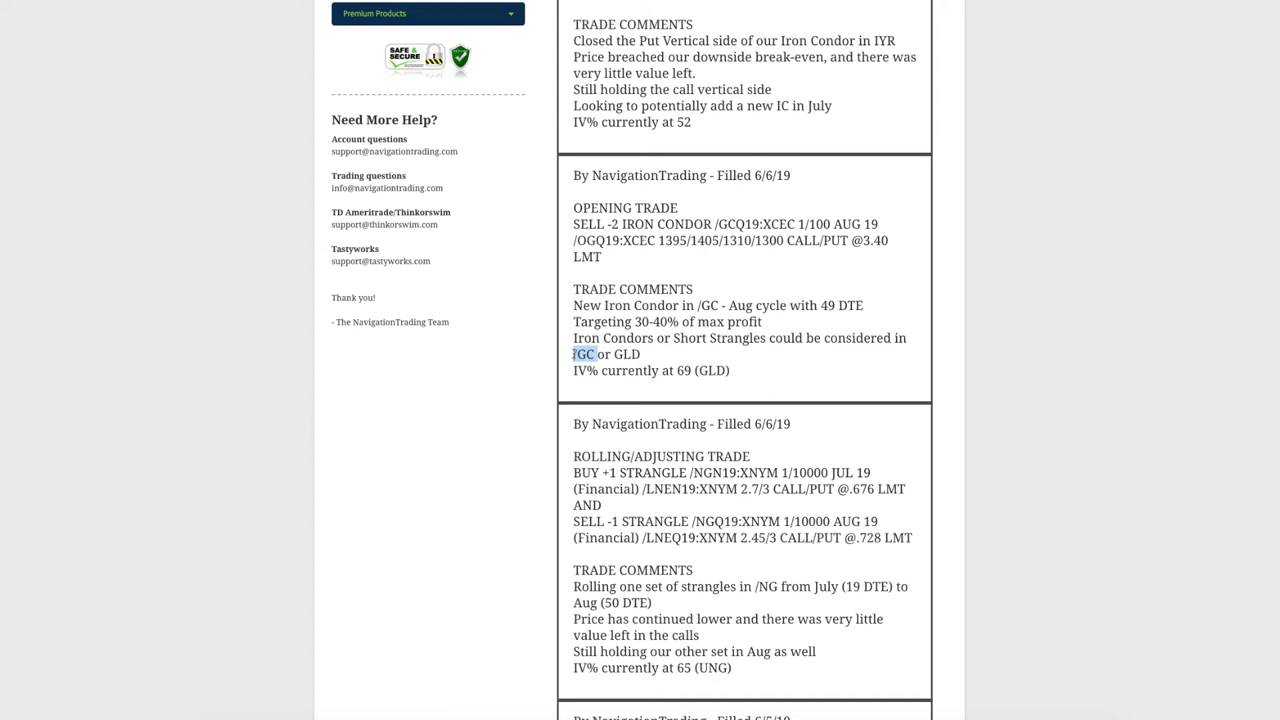 Premium Products
SAFE &
SECURE
Need More Help?
Account questions
support@navigationtrading.com
Trading questions
info@navigationtrading.com
TD Ameritrade/Thinkorswim
support@thinkorswim.com
Tastyworks
support@tastyworks.com
Thank you!
- The NavigationTrading Team
TRADE COMMENTS
Closed the Put Vertical side of our Iron Condor in IYR
Price breached our downside break-even, and there was
very little value left.
Still holding the call vertical side
Looking to potentially add a new IC in July
IV% currently at 52
By NavigationTrading - Filled 6/6/19
OPENING TRADE
SELL -2 IRON CONDOR /GCQ19:XCEC 1/100 AUG 19
/OGQ19:XCEC 1395/1405/1310/1300 CALL/PUT @3.40
LMT
TRADE COMMENTS
New Iron Condor in /GC - Aug cycle with 49 DTE
Targeting 30-40% of max profit
Iron Condors or Short Strangles could be considered in
/GC or GLD
IV% currently at 69 (GLD)
By NavigationTrading - Filled 6/6/19
ROLLING/ADJUSTING TRADE
BUY +1 STRANGLE /NGN19:XNYM 1/10000 JUL 19
(Financial) /LNEN19:XNYM 2.7/3 CALL/PUT @.676 LMT
AND
SELL -1 STRANGLE /NGQ19:XNYM 1/10000 AUG 19
(Financial) /LNEQ19:XNYM 2.45/3 CALL/PUT @.728 LMT
TRADE COMMENTS
Rolling one set of strangles in /NG from July (19 DTE) to
Aug (50 DTE)
Price has continued lower and there was very little
value left in the calls
Still holding our other set in Aug as well
IV% currently at 65 (UNG)
By NavigationTrading - Filled 6/5/19